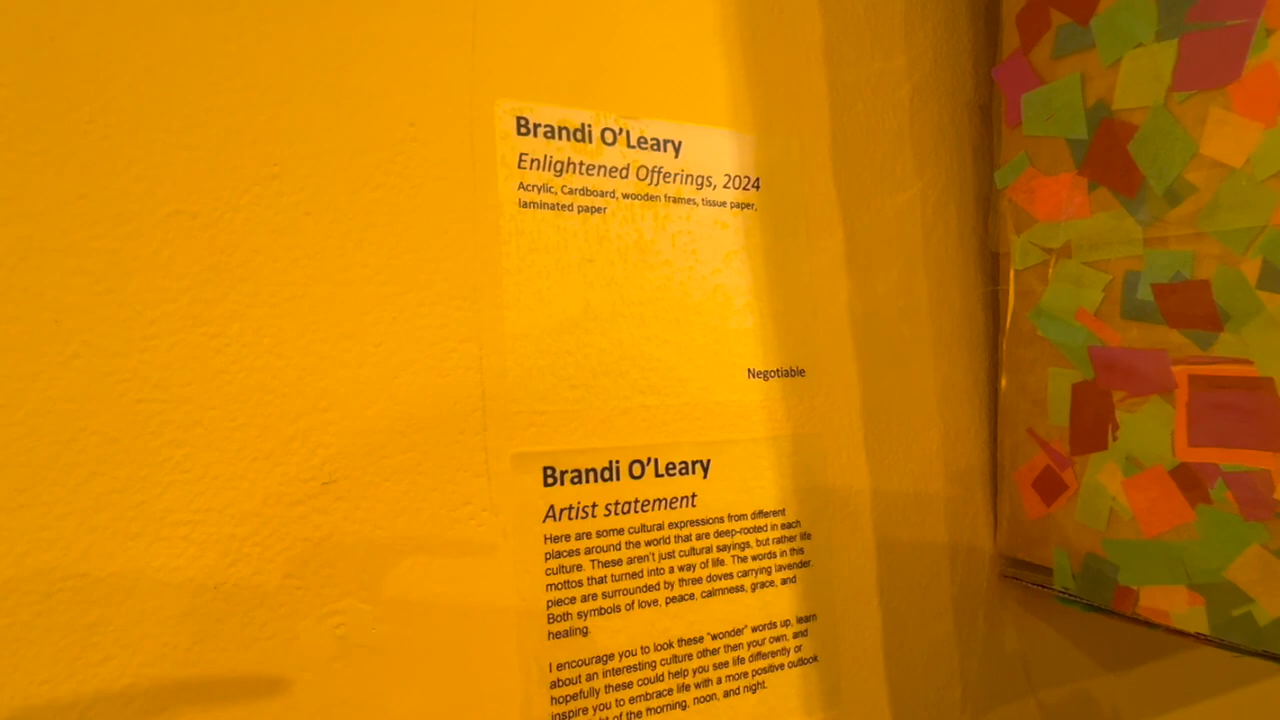 Brandi O’Leary
Enlightened Offerings, 2024
Acrylic, Cardboard, wooden frames, tissue paper,
laminated paper
Negotiable
Brandi O’Leary
Artist statement
Here are some cultural expressions from different
places around the world that are deep-rooted in each
culture. These aren’t just cultural sayings, but rather life
mottos that turned into a way of life. The words in this
piece are surrounded by three doves carrying lavender.
Both symbols of love, peace, calmness, grace, and
healing.
I encourage you to look these “wonder” words up, learn
about an interesting culture other then your own, and
hopefully these could help you see life differently or
inspire you to embrace life with a more positive outlook
of the morning, noon, and night.